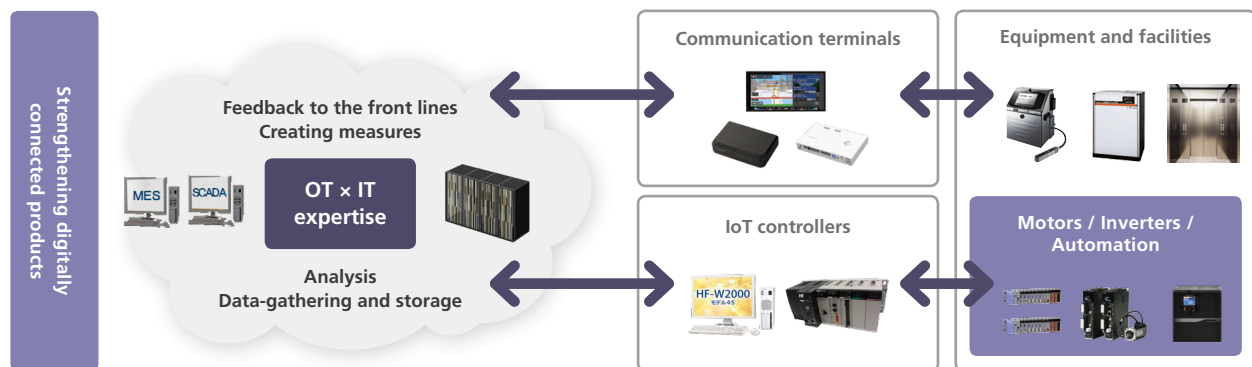 Strengthening digitally
connected products
Feedback to the front lines
Creating measures
MES
SCADA
OT × IT
expertise
Analysis
Data-gathering and storage
Communication terminals
IoT controllers
HF-W2000
モデル45
Equipment and facilities
Motors / Inverters /
Automation